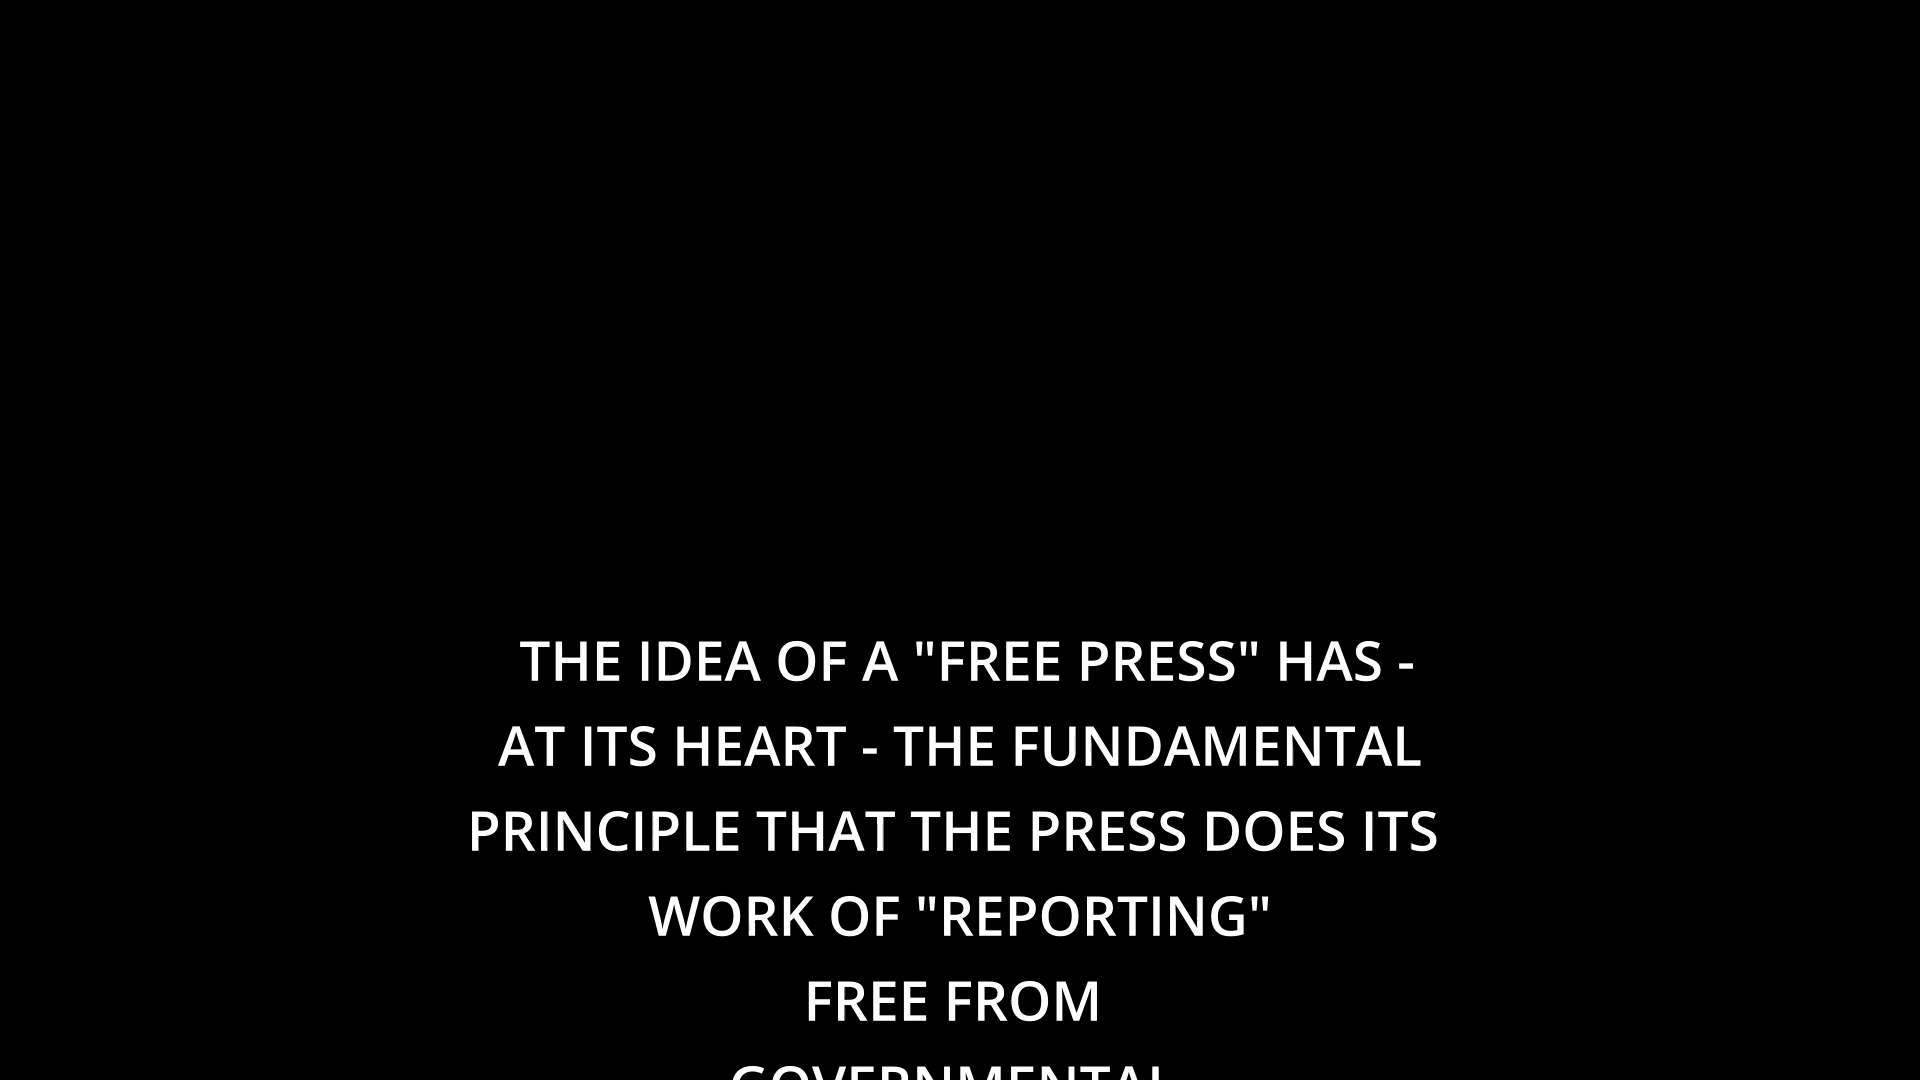 THE IDEA OF A "FREE PRESS" HAS -
AT ITS HEART - THE FUNDAMENTAL
PRINCIPLE THAT THE PRESS DOES ITS
WORK OF "REPORTING"
FREE FROM
GOVERNMENTAL